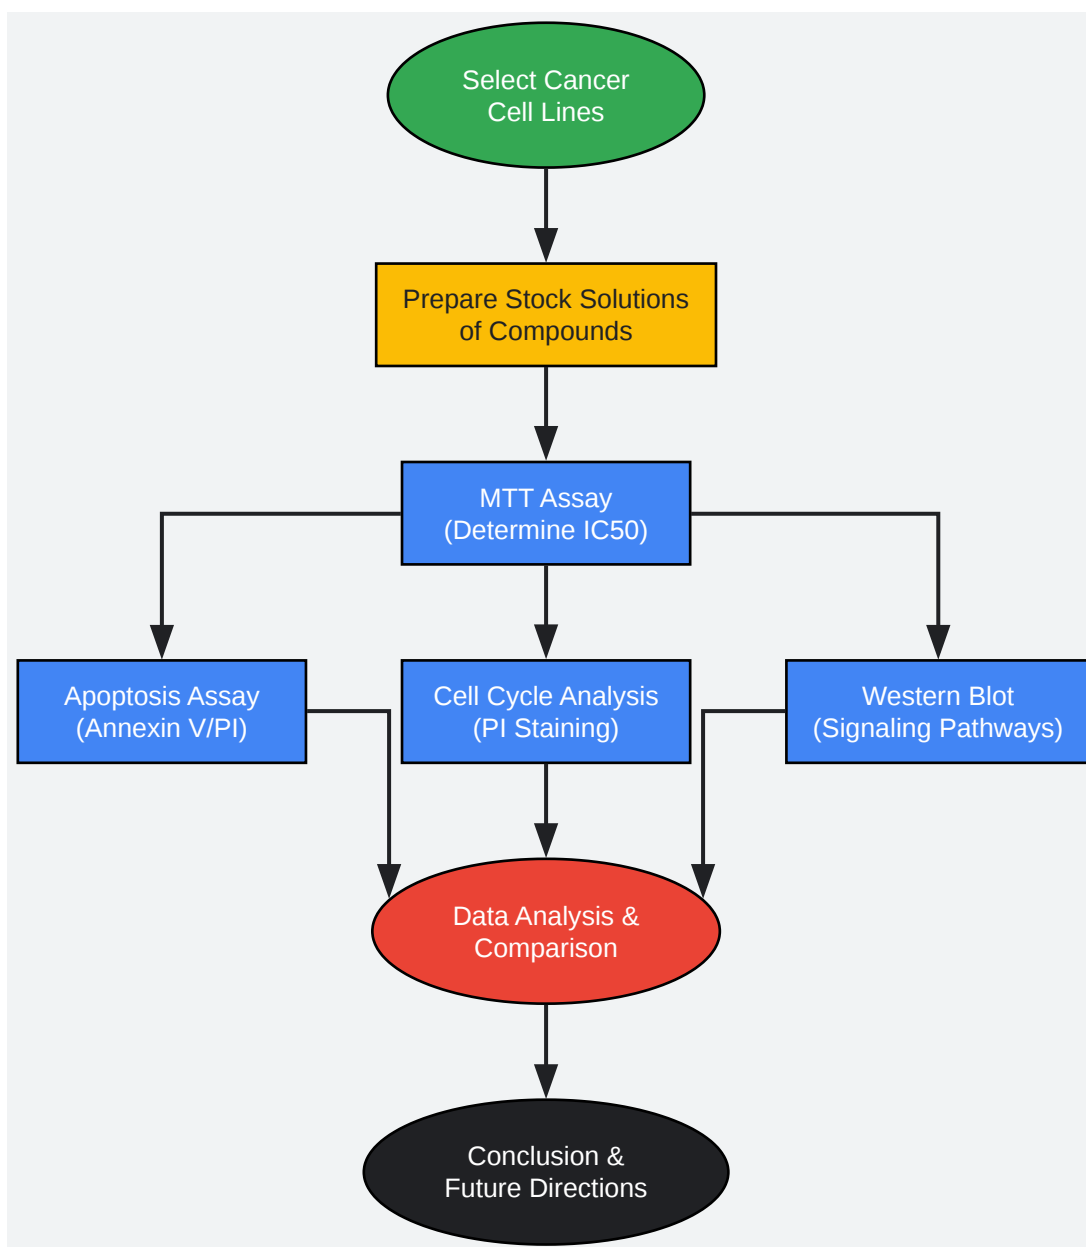 Select Cancer
Cell Lines
Prepare Stock Solutions
of Compounds
MTT Assay
(Determine IC50)
Apoptosis Assay
(Annexin V/PI)
Cell Cycle Analysis
(PI Staining)
Western Blot
(Signaling Pathways)
Data Analysis &
Comparison
Conclusion &
Future Directions